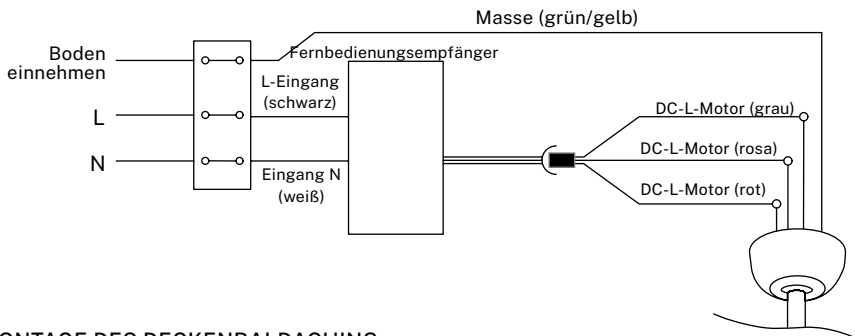 Masse (grün/gelb)
Boden
einnehmen
Fernbedienungsempfänger
L-Eingang
(schwarz)
L
N
Eingang N
(weiß)
DC-L-Motor (grau)
DC-L-Motor (rosa)
DC-L-Motor (rot)